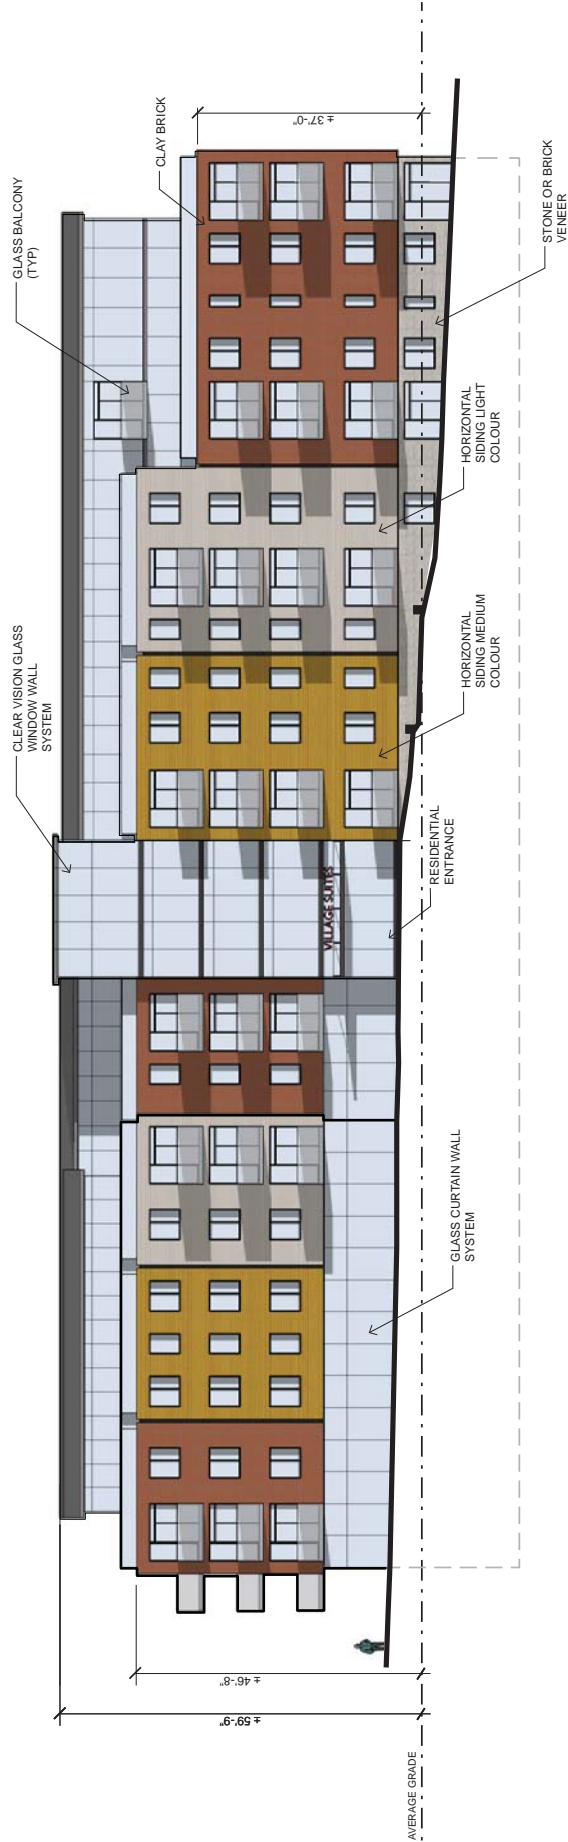 GLASS BALCONY
(TYP)
CLAY BRICK
± 37'-0"
STONE OR BRICK
VENEER
HORIZONTAL
SIDING LIGHT
COLOUR
CLEAR VISION GLASS
WINDOW WALL
SYSTEM
HORIZONTAL
SIDING MEDIUM
COLOUR
VILLAGE SUITES
RESIDENTIAL
ENTRANCE
GLASS CURTAIN WALL
SYSTEM
± 46'-8"
± 59'-9"
AVERAGE GRADE